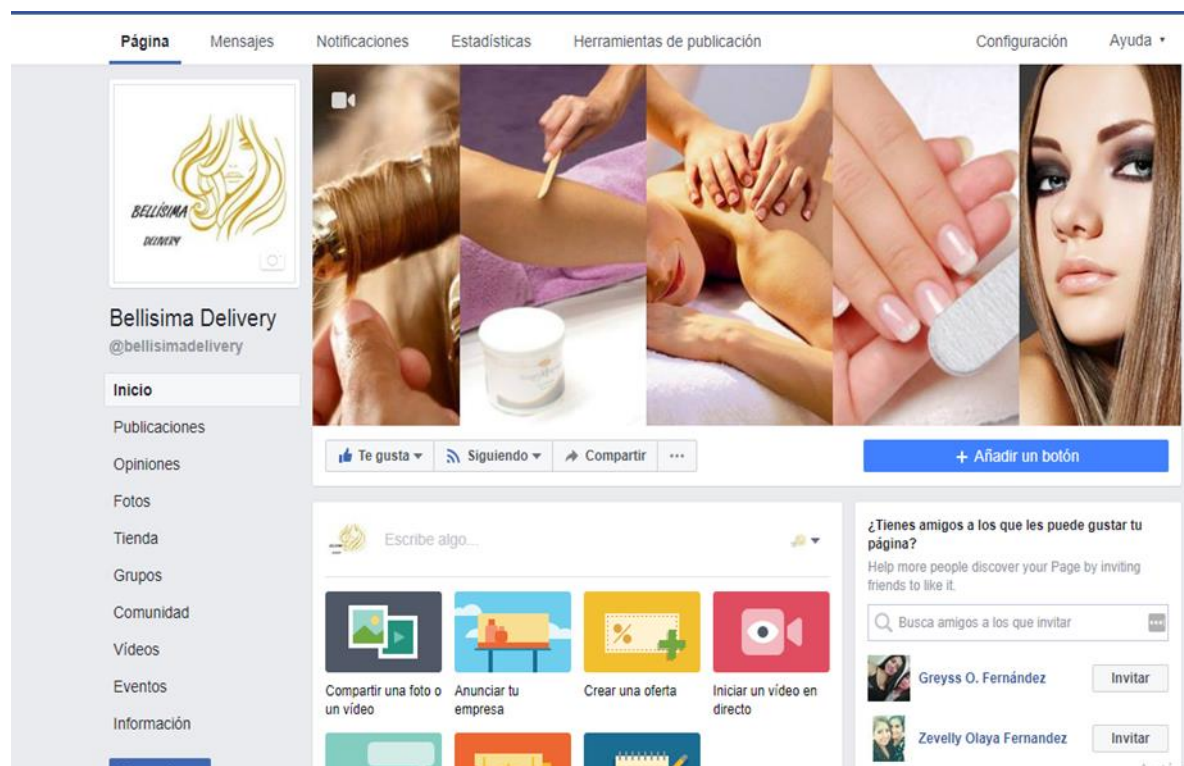 Página Mensajes Notificaciones Estadísticas Herramientas de publicación Configuración Ayuda
BELLÍSIMA
DELIVERY
Bellisima Delivery
@bellisimadelivery
Inicio
Publicaciones
Opiniones
Fotos
Tienda
Grupos
Comunidad
Vídeos
Eventos
Información
Te gusta Siguiendo Compartir ...
+ Añadir un botón
Escribe algo...
Compartir una foto o
un vídeo
Anunciar tu
empresa
Crear una oferta
Iniciar un vídeo en
directo
¿Tienes amigos a los que les puede gustar tu
página?
Help more people discover your Page by inviting
friends to like it.
Busca amigos a los que invitar
Greyss O. Fernández Invitar
Zevelly Olaya Fernandez Invitar